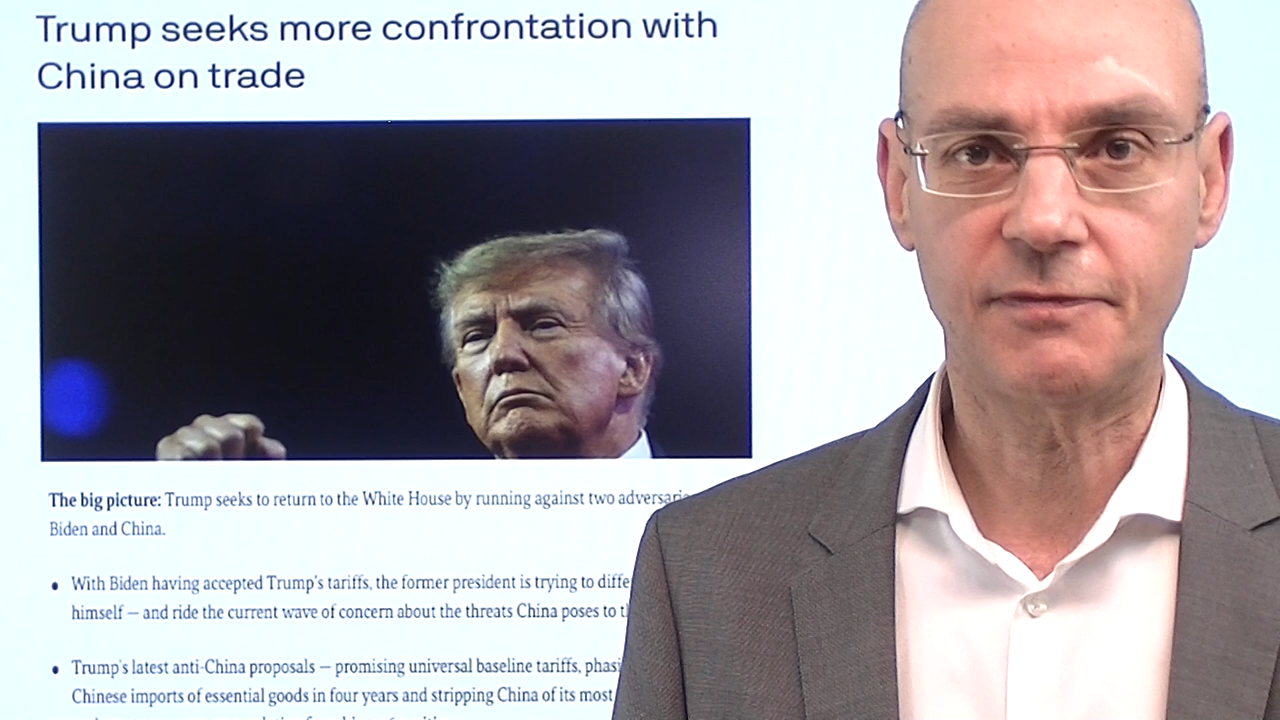 Trump seeks more confrontation with
China on trade
The big picture: Trump seeks to return to the White House by running against two
Biden and China.
• With Biden having accepted Trump's tariffs, the former president is trying to
himself — and ride the current wave of concern about the threats China poses to
• Trump's latest anti-China proposals — promising universal baseline tariffs,
Chinese imports of essential goods in four years and stripping China of its most